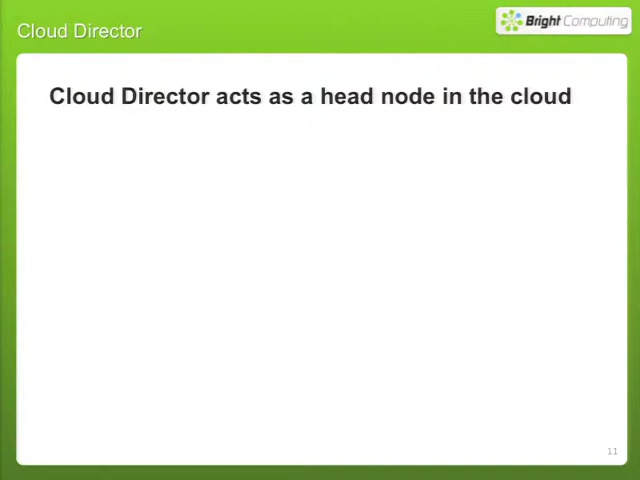 Cloud Director
Bright Computing
Cloud Director acts as a head node in the cloud
11